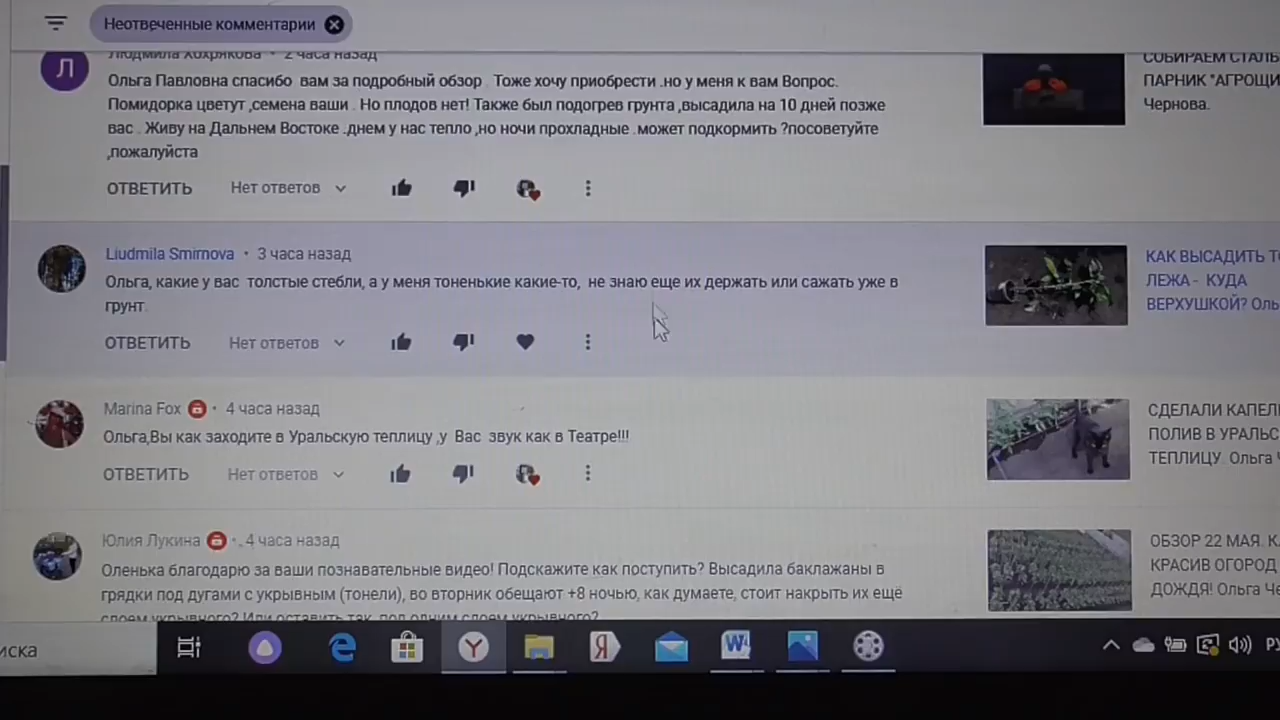 Неотвеченные комментарии
Людмила Хохрякова • 2 часа назад
Л
Ольга Павловна спасибо вам за подробный обзор . Тоже хочу приобрести .но у меня к вам Вопрос.
Помидорка цветут ,семена ваши . Но плодов нет! Также был подогрев грунта ,высадила на 10 дней позже
вас . Живу на Дальнем Востоке .днем у нас тепло ,но ночи прохладные .может подкормить ?посоветуйте
,пожалуйста
ОТВЕТИТЬ Нет ответов
СОБИРАЕМ СТАЛЬ
ПАРНИК "АГРОЩИ
Чернова.
Liudmila Smirnova • 3 часа назад
Ольга, какие у вас толстые стебли, а у меня тоненькие какие-то, не знаю еще их держать или сажать уже в
грунт.
ОТВЕТИТЬ Нет ответов
КАК ВЫСАДИТЬ ТО
ЛЕЖА - КУДА
ВЕРХУШКОЙ? Оль
Marina Fox • 4 часа назад
Ольга,Вы как заходите в Уральскую теплицу ,у Вас звук как в Театре!!!
ОТВЕТИТЬ Нет ответов
СДЕЛАЛИ КАПЕЛЬ
ПОЛИВ В УРАЛЬС
ТЕПЛИЦУ. Ольга Ч
Юлия Лукина • 4 часа назад
Оленька благодарю за ваши познавательные видео! Подскажите как поступить? Высадила баклажаны в
грядки под дугами с укрывным (тонели), во вторник обещают +8 ночью, как думаете, стоит накрыть их ещё
слоем укрывного? Или оставить так, под одним слоем укрывного?
ОБЗОР 22 МАЯ. КА
КРАСИВ ОГОРОД
ДОЖДЯ! Ольга Че
иска
РУ